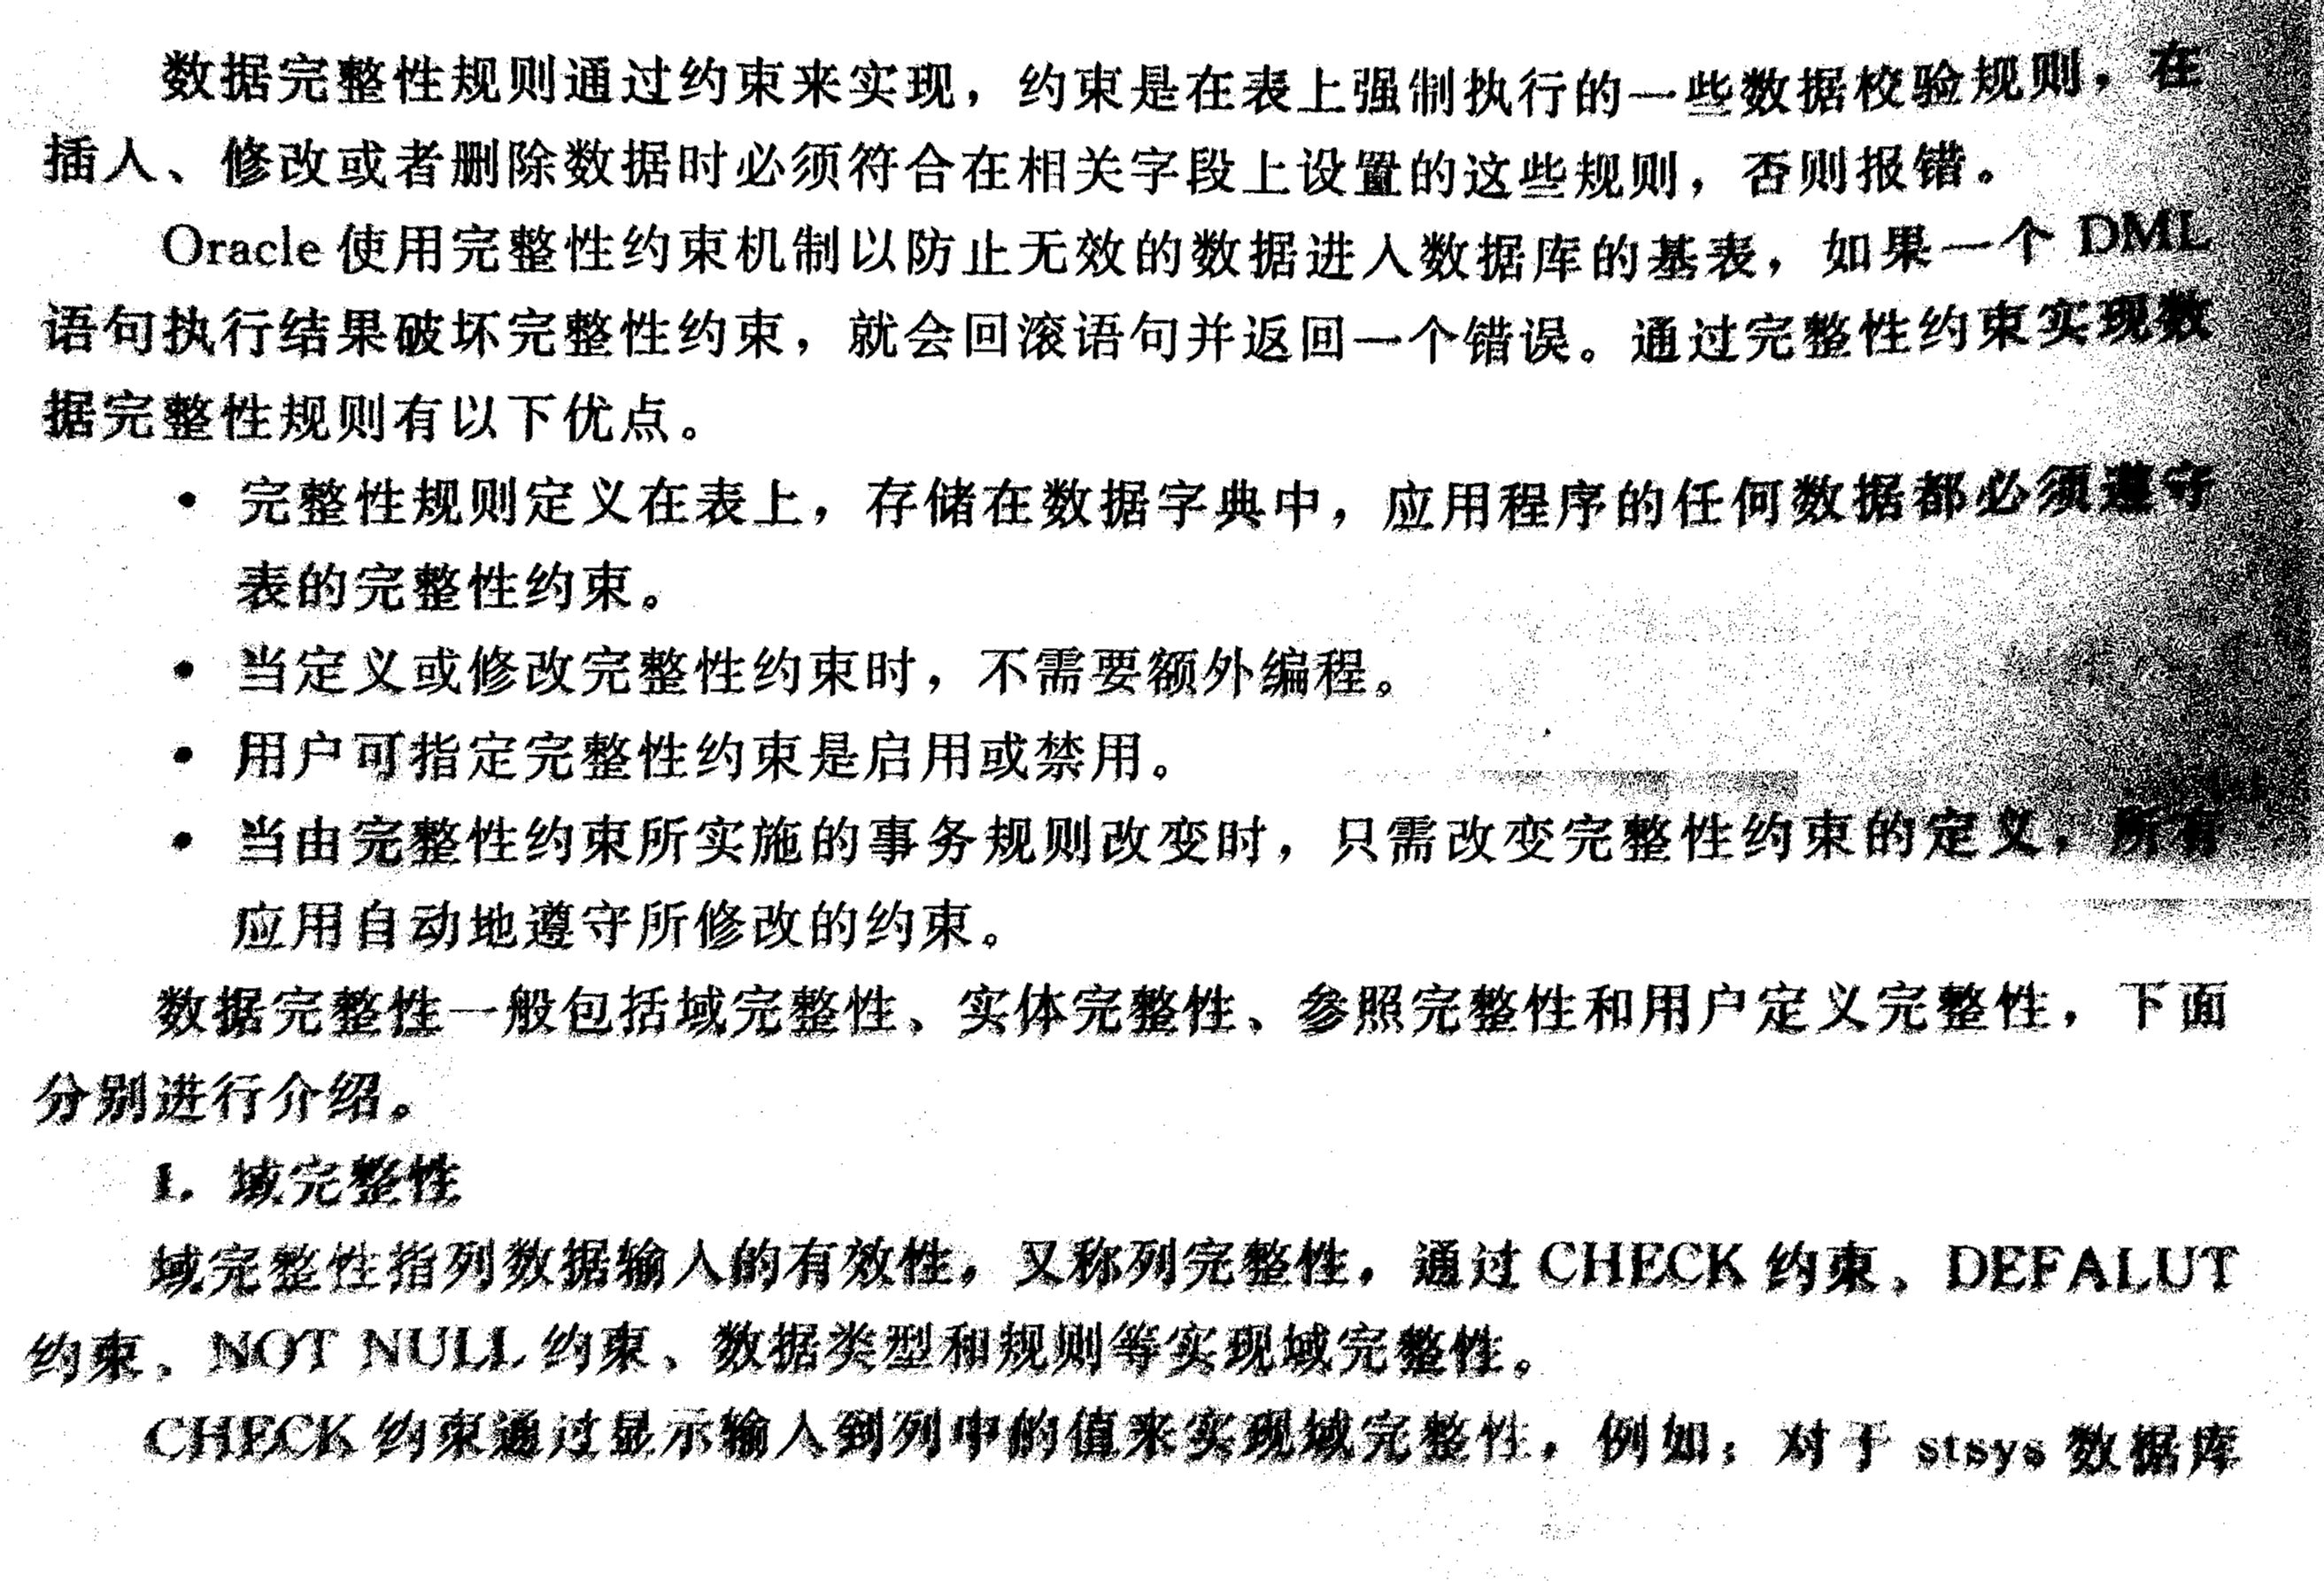 数据完整性规则通过约束来实现，约束是在表上强制执行的一些数据校验规则，在
插入、修改或者删除数据时必须符合在相关字段上设置的这些规则，否则报错。
Oracle 使用完整性约束机制以防止无效的数据进入数据库的基表，如果一个 DML
语句执行结果破坏完整性约束，就会回滚语句并返回一个错误。通过完整性约束实现数
据完整性规则有以下优点。
• 完整性规则定义在表上，存储在数据字典中，应用程序的任何数据都必须遵守
表的完整性约束。
• 当定义或修改完整性约束时，不需要额外编程。
• 用户可指定完整性约束是启用或禁用。
• 当由完整性约束所实施的事务规则改变时，只需改变完整性约束的定义，所有
应用自动地遵守所修改的约束。
数据完整性一般包括域完整性、实体完整性、参照完整性和用户定义完整性，下面
分别进行介绍。
1. 域完整性
域完整性指列数据输入的有效性，又称列完整性，通过 CHECK 约束、DEFALUT
约束、NOT NULL 约束、数据类型和规则等实现域完整性。
CHECK 约束通过显示输入到列中的值来实现域完整性，例如：对于 stsys 数据库